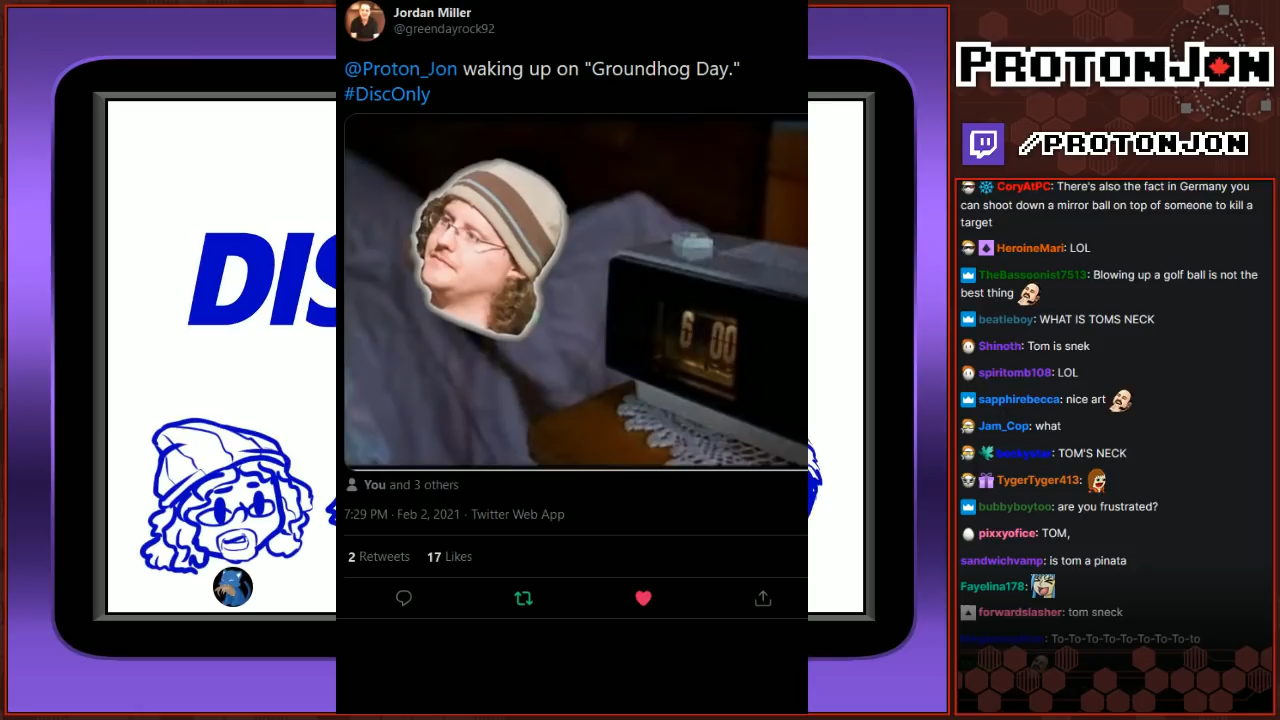 Jordan Miller
@greendayrock92
@Proton_Jon waking up on "Groundhog Day."
#DiscOnly
DIS
6 00
You and 3 others
7:29 PM · Feb 2, 2021 · Twitter Web App
2 Retweets 17 Likes
PROTONJON
/PROTONJON
CoryAtPC: There's also the fact in Germany you
can shoot down a mirror ball on top of someone to kill a
target
HeroineMari: LOL
TheBassoonist7513: Blowing up a golf ball is not the
best thing
beatleboy: WHAT IS TOMS NECK
Shinoth: Tom is snek
spiritomb108: LOL
sapphirebecca: nice art
Jam_Cop: what
TOM'S NECK
TygerTyger413:
bubbyboytoo: are you frustrated?
pixxyofice: TOM,
sandwichvamp: is tom a pinata
Fayelina178:
forwardslasher: tom sneck
: To-To-To-To-To-To-To-To-to